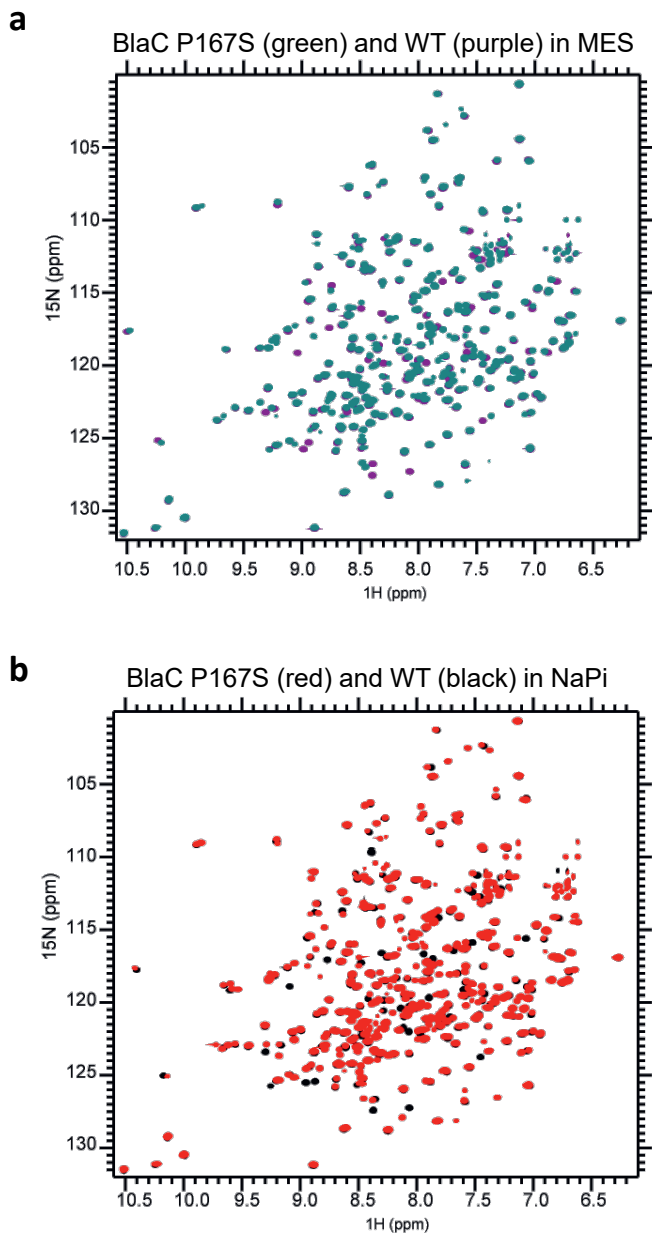 a
BlaC P167S (green) and WT (purple) in MES
105
110
115
120
125
130
15N (ppm)
10.5 10.0 9.5 9.0 8.5 8.0 7.5 7.0 6.5
1H (ppm)
b
BlaC P167S (red) and WT (black) in NaPi
105
110
115
120
125
130
15N (ppm)
10.5 10.0 9.5 9.0 8.5 8.0 7.5 7.0 6.5
1H (ppm)